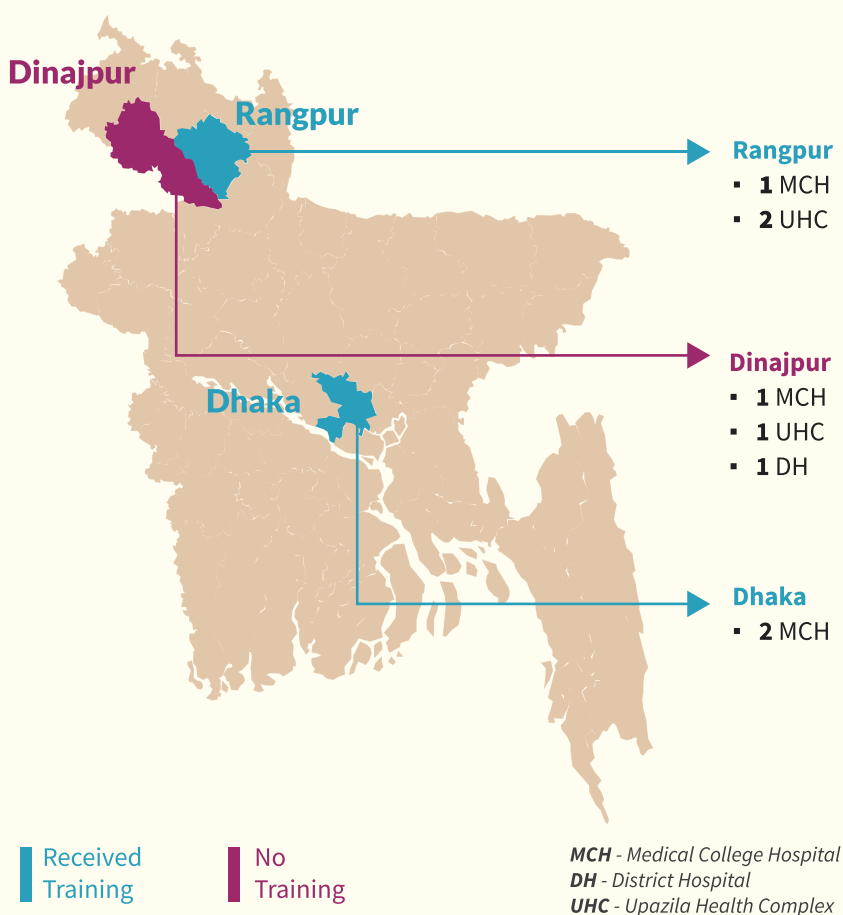 Dinajpur
Rangpur
Rangpur
▪ 1 MCH
▪ 2 UHC
Dinajpur
▪ 1 MCH
▪ 1 UHC
▪ 1 DH
Dhaka
Dhaka
▪ 2 MCH
Received
Training
No
Training
MCH - Medical College Hospital
DH - District Hospital
UHC - Upazila Health Complex